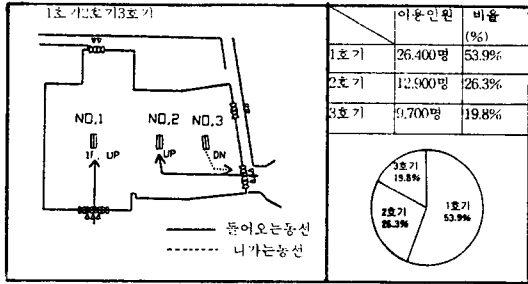 1호기2호기3호기
NO,1
NO,2
NO,3
UP
UP
DN
들어오는동선
나가는동선
이용인원 비율(%)
1호기 26,400명 53.9%
2호기 12,900명 26.3%
3호기 9,700명 19.8%
3호기
19.8%
2호기
26.3%
1호기
53.9%